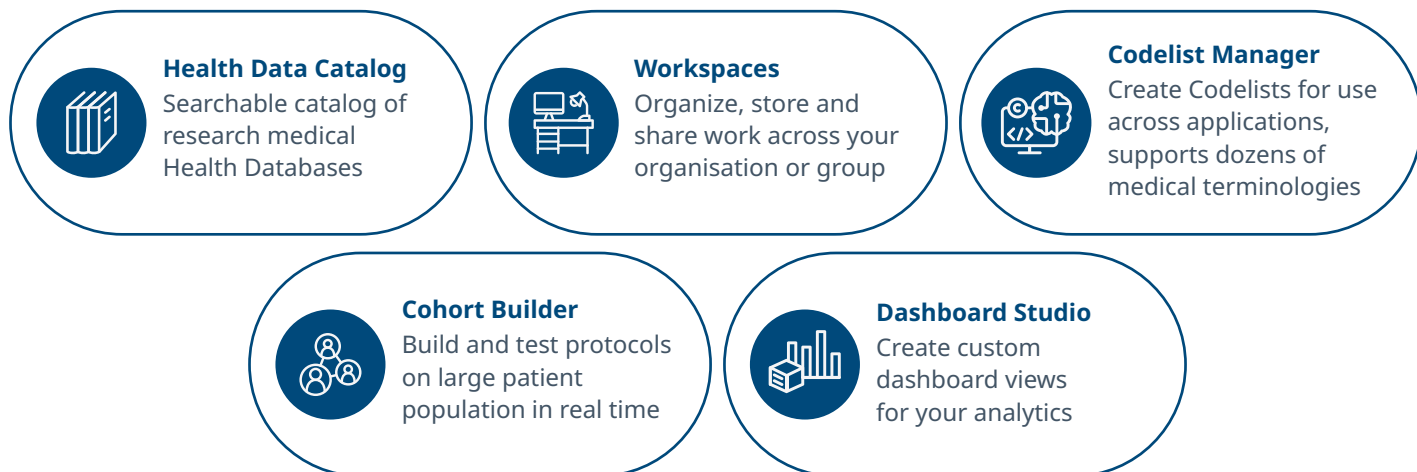 Health Data Catalog
Searchable catalog of
research medical
Health Databases
Workspaces
Organize, store and
share work across your
organisation or group
Codelist Manager
Create Codelists for use
across applications,
supports dozens of
medical terminologies
C
</>
Cohort Builder
Build and test protocols
on large patient
population in real time
Dashboard Studio
Create custom
dashboard views
for your analytics